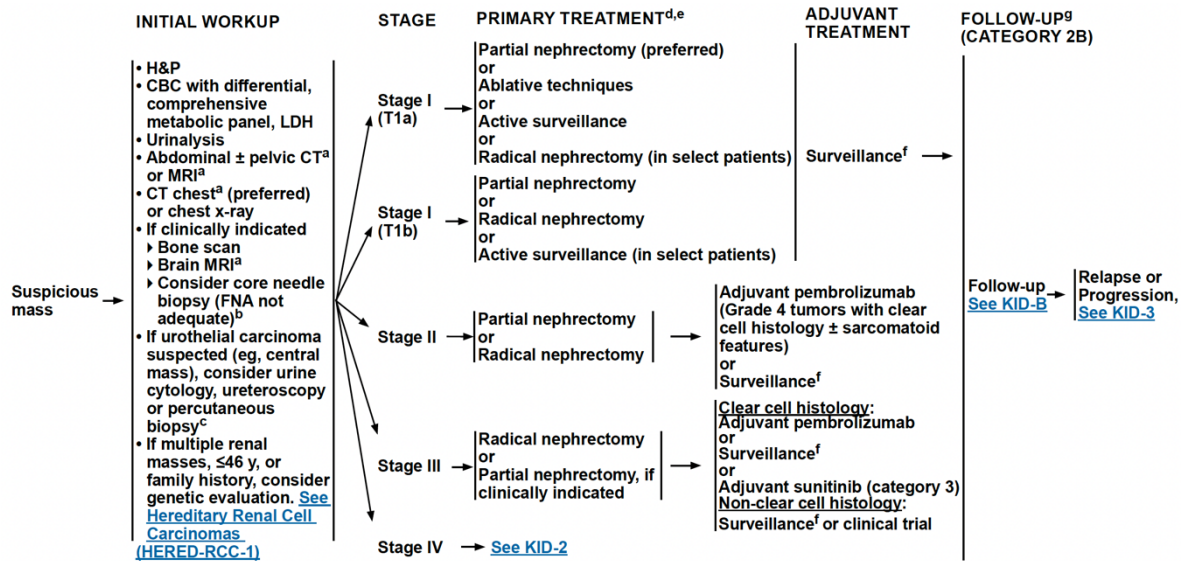 INITIAL WORKUP
STAGE
PRIMARY TREATMENTd,e
ADJUVANT
TREATMENT
FOLLOW-UPg
(CATEGORY 2B)
Suspicious
mass
• H&P
• CBC with differential,
comprehensive
metabolic panel, LDH
• Urinalysis
• Abdominal ± pelvic CTa
or MRIa
• CT chesta (preferred)
or chest x-ray
• If clinically indicated
Bone scan
Brain MRIa
Consider core needle
biopsy (FNA not
adequate)b
• If urothelial carcinoma
suspected (eg, central
mass), consider urine
cytology, ureteroscopy
or percutaneous
biopsyc
• If multiple renal
masses, ≤46 y, or
family history, consider
genetic evaluation. See
Hereditary Renal Cell
Carcinomas
(HERED-RCC-1)
Stage I
(T1a)
Partial nephrectomy (preferred)
or
Ablative techniques
or
Active surveillance
or
Radical nephrectomy (in select patients)
Stage I
(T1b)
Partial nephrectomy
or
Radical nephrectomy
or
Active surveillance (in select patients)
Surveillancef
Stage II
Partial nephrectomy
or
Radical nephrectomy
Adjuvant pembrolizumab
(Grade 4 tumors with clear
cell histology ± sarcomatoid
features)
or
Surveillancef
Stage III
Radical nephrectomy
or
Partial nephrectomy, if
clinically indicated
Clear cell histology:
Adjuvant pembrolizumab
or
Surveillancef
or
Adjuvant sunitinib (category 3)
Non-clear cell histology:
Surveillancef or clinical trial
Stage IV
See KID-2
Follow-up
See KID-B
Relapse or
Progression,
See KID-3